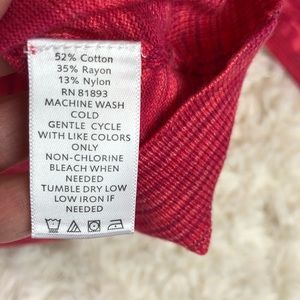 52% Cotton
35% Rayon
13% Nylon
RN 81893
MACHINE WASH
COLD
GENTLE CYCLE
WITH LIKE COLORS
ONLY
NON-CHLORINE
BLEACH WHEN
NEEDED
TUMBLE DRY LOW
LOW IRON IF
NEEDED